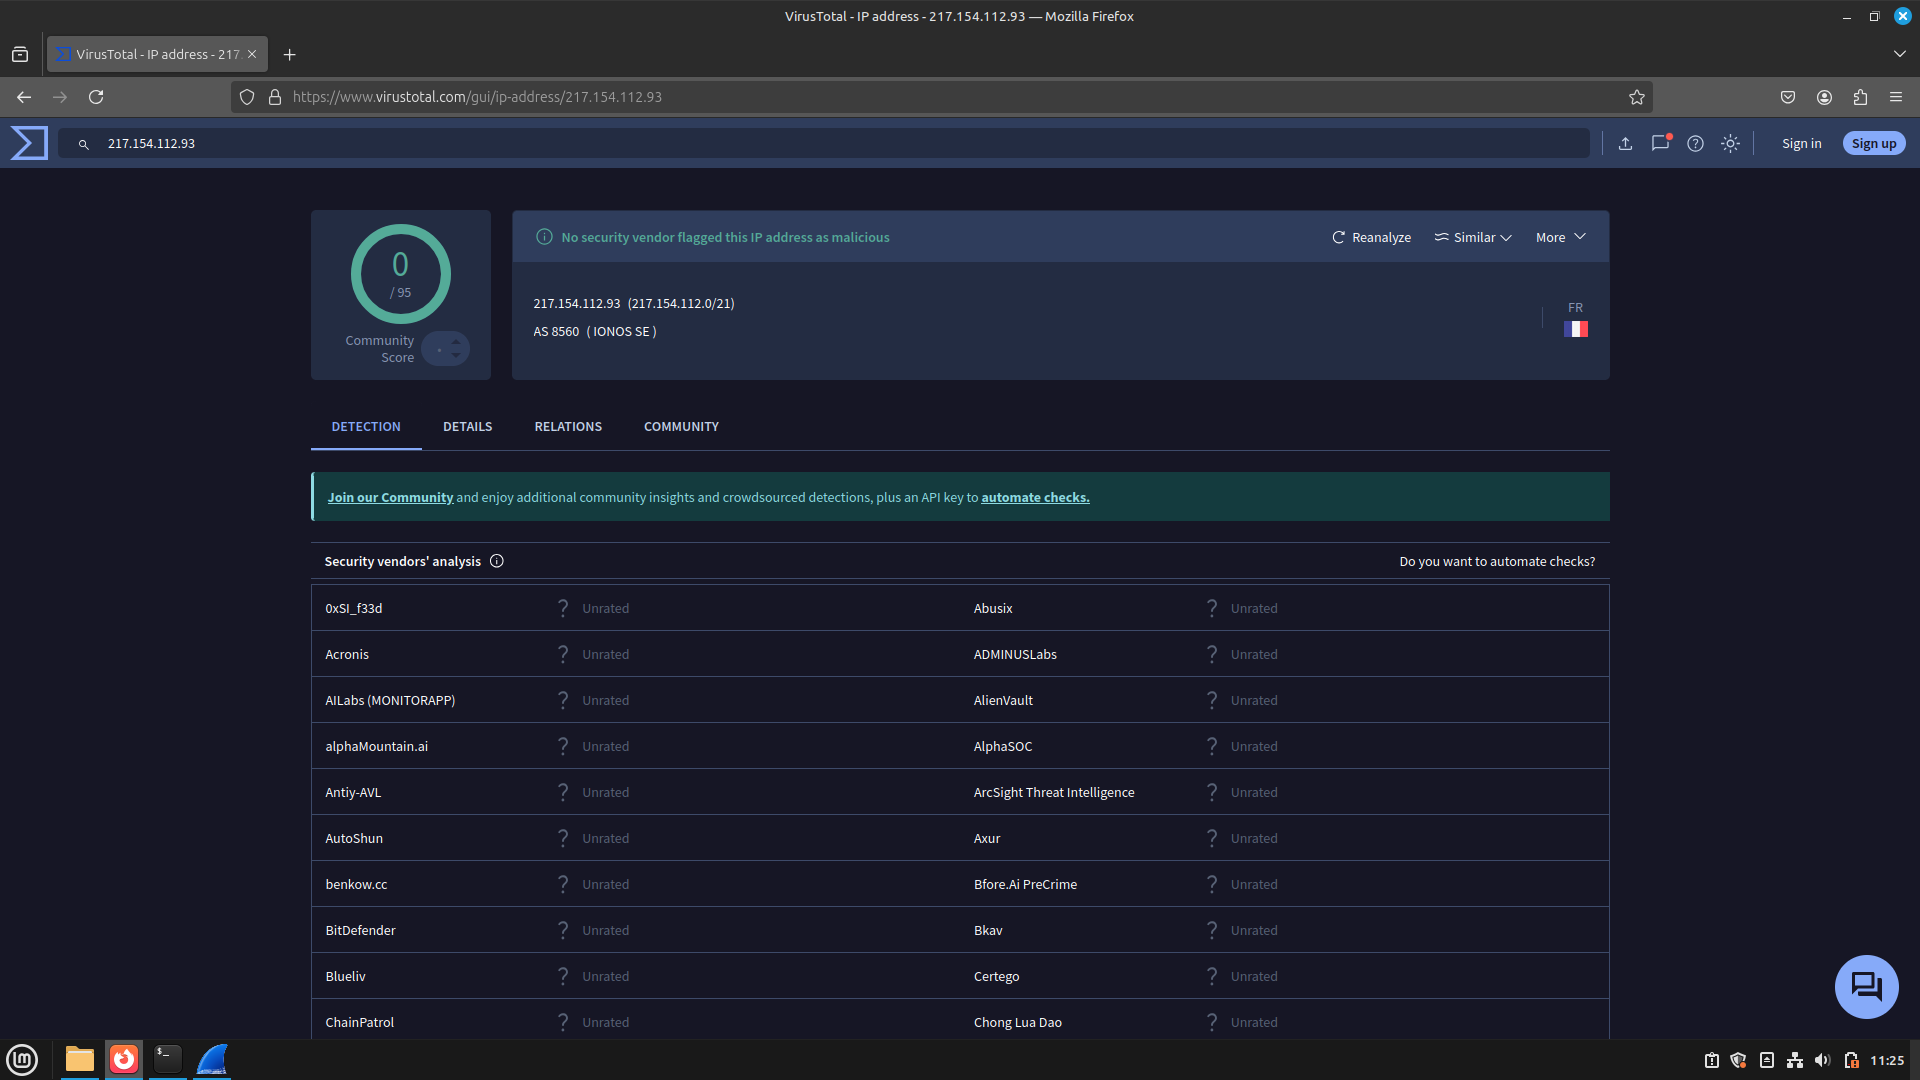 VirusTotal - IP address - 217.154.112.93 — Mozilla Firefox
VirusTotal - IP address - 217.
https://www.virustotal.com/gui/ip-address/217.154.112.93
217.154.112.93
Sign in
Sign up
0
/ 95
Community
Score
No security vendor flagged this IP address as malicious
Reanalyze
Similar
More
217.154.112.93 (217.154.112.0/21)
AS 8560 ( IONOS SE )
FR
DETECTION
DETAILS
RELATIONS
COMMUNITY
Join our Community and enjoy additional community insights and crowdsourced detections, plus an API key to automate checks.
Security vendors' analysis
Do you want to automate checks?
0xSI_f33d
Unrated
Abusix
Unrated
Acronis
Unrated
ADMINUSLabs
Unrated
AILabs (MONITORAPP)
Unrated
AlienVault
Unrated
alphaMountain.ai
Unrated
AlphaSOC
Unrated
Antiy-AVL
Unrated
ArcSight Threat Intelligence
Unrated
AutoShun
Unrated
Axur
Unrated
benkow.cc
Unrated
Bfore.Ai PreCrime
Unrated
BitDefender
Unrated
Bkav
Unrated
Blueliv
Unrated
Certego
Unrated
ChainPatrol
Unrated
Chong Lua Dao
Unrated
11:25